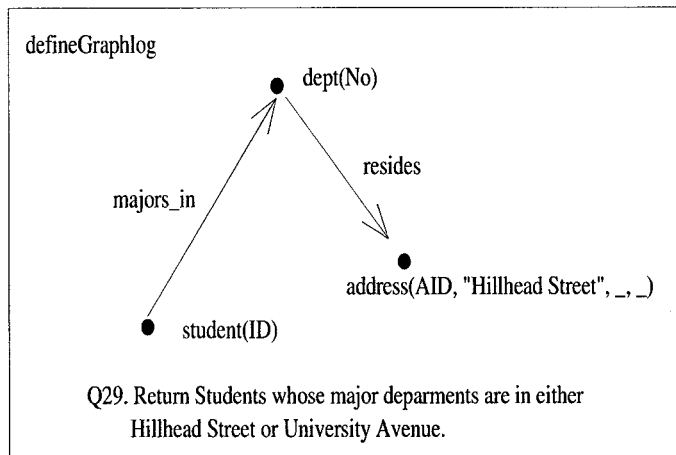 defineGraphlog
dept(No)
resides
majors_in
address(AID, "Hillhead Street", _, _)
student(ID)
Q29. Return Students whose major deparments are in either
Hillhead Street or University Avenue.